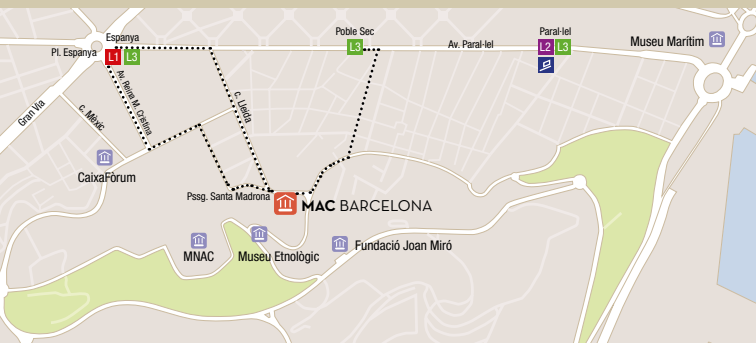 Espanya
Poble Sec
Paral·lel
Pl. Espanya
L1 L3
L3
Av. Paral·lel
L2 L3
Museu Marítim
Gran Via
c. Mèxic
Av. Reina M. Cristina
c. Lleida
CaixaFòrum
Pssg. Santa Madrona
MAC BARCELONA
MNAC
Museu Etnològic
Fundació Joan Miró